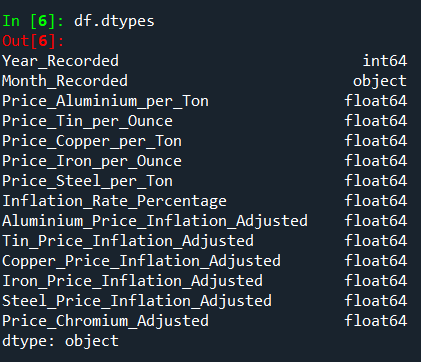 In [6]: df.dtypes
Out[6]:
Year_Recorded int64
Month_Recorded object
Price_Aluminium_per_Ton float64
Price_Tin_per_Ounce float64
Price_Copper_per_Ton float64
Price_Iron_per_Ounce float64
Price_Steel_per_Ton float64
Inflation_Rate_Percentage float64
Aluminium_Price_Inflation_Adjusted float64
Tin_Price_Inflation_Adjusted float64
Copper_Price_Inflation_Adjusted float64
Iron_Price_Inflation_Adjusted float64
Steel_Price_Inflation_Adjusted float64
Price_Chromium_Adjusted float64
dtype: object